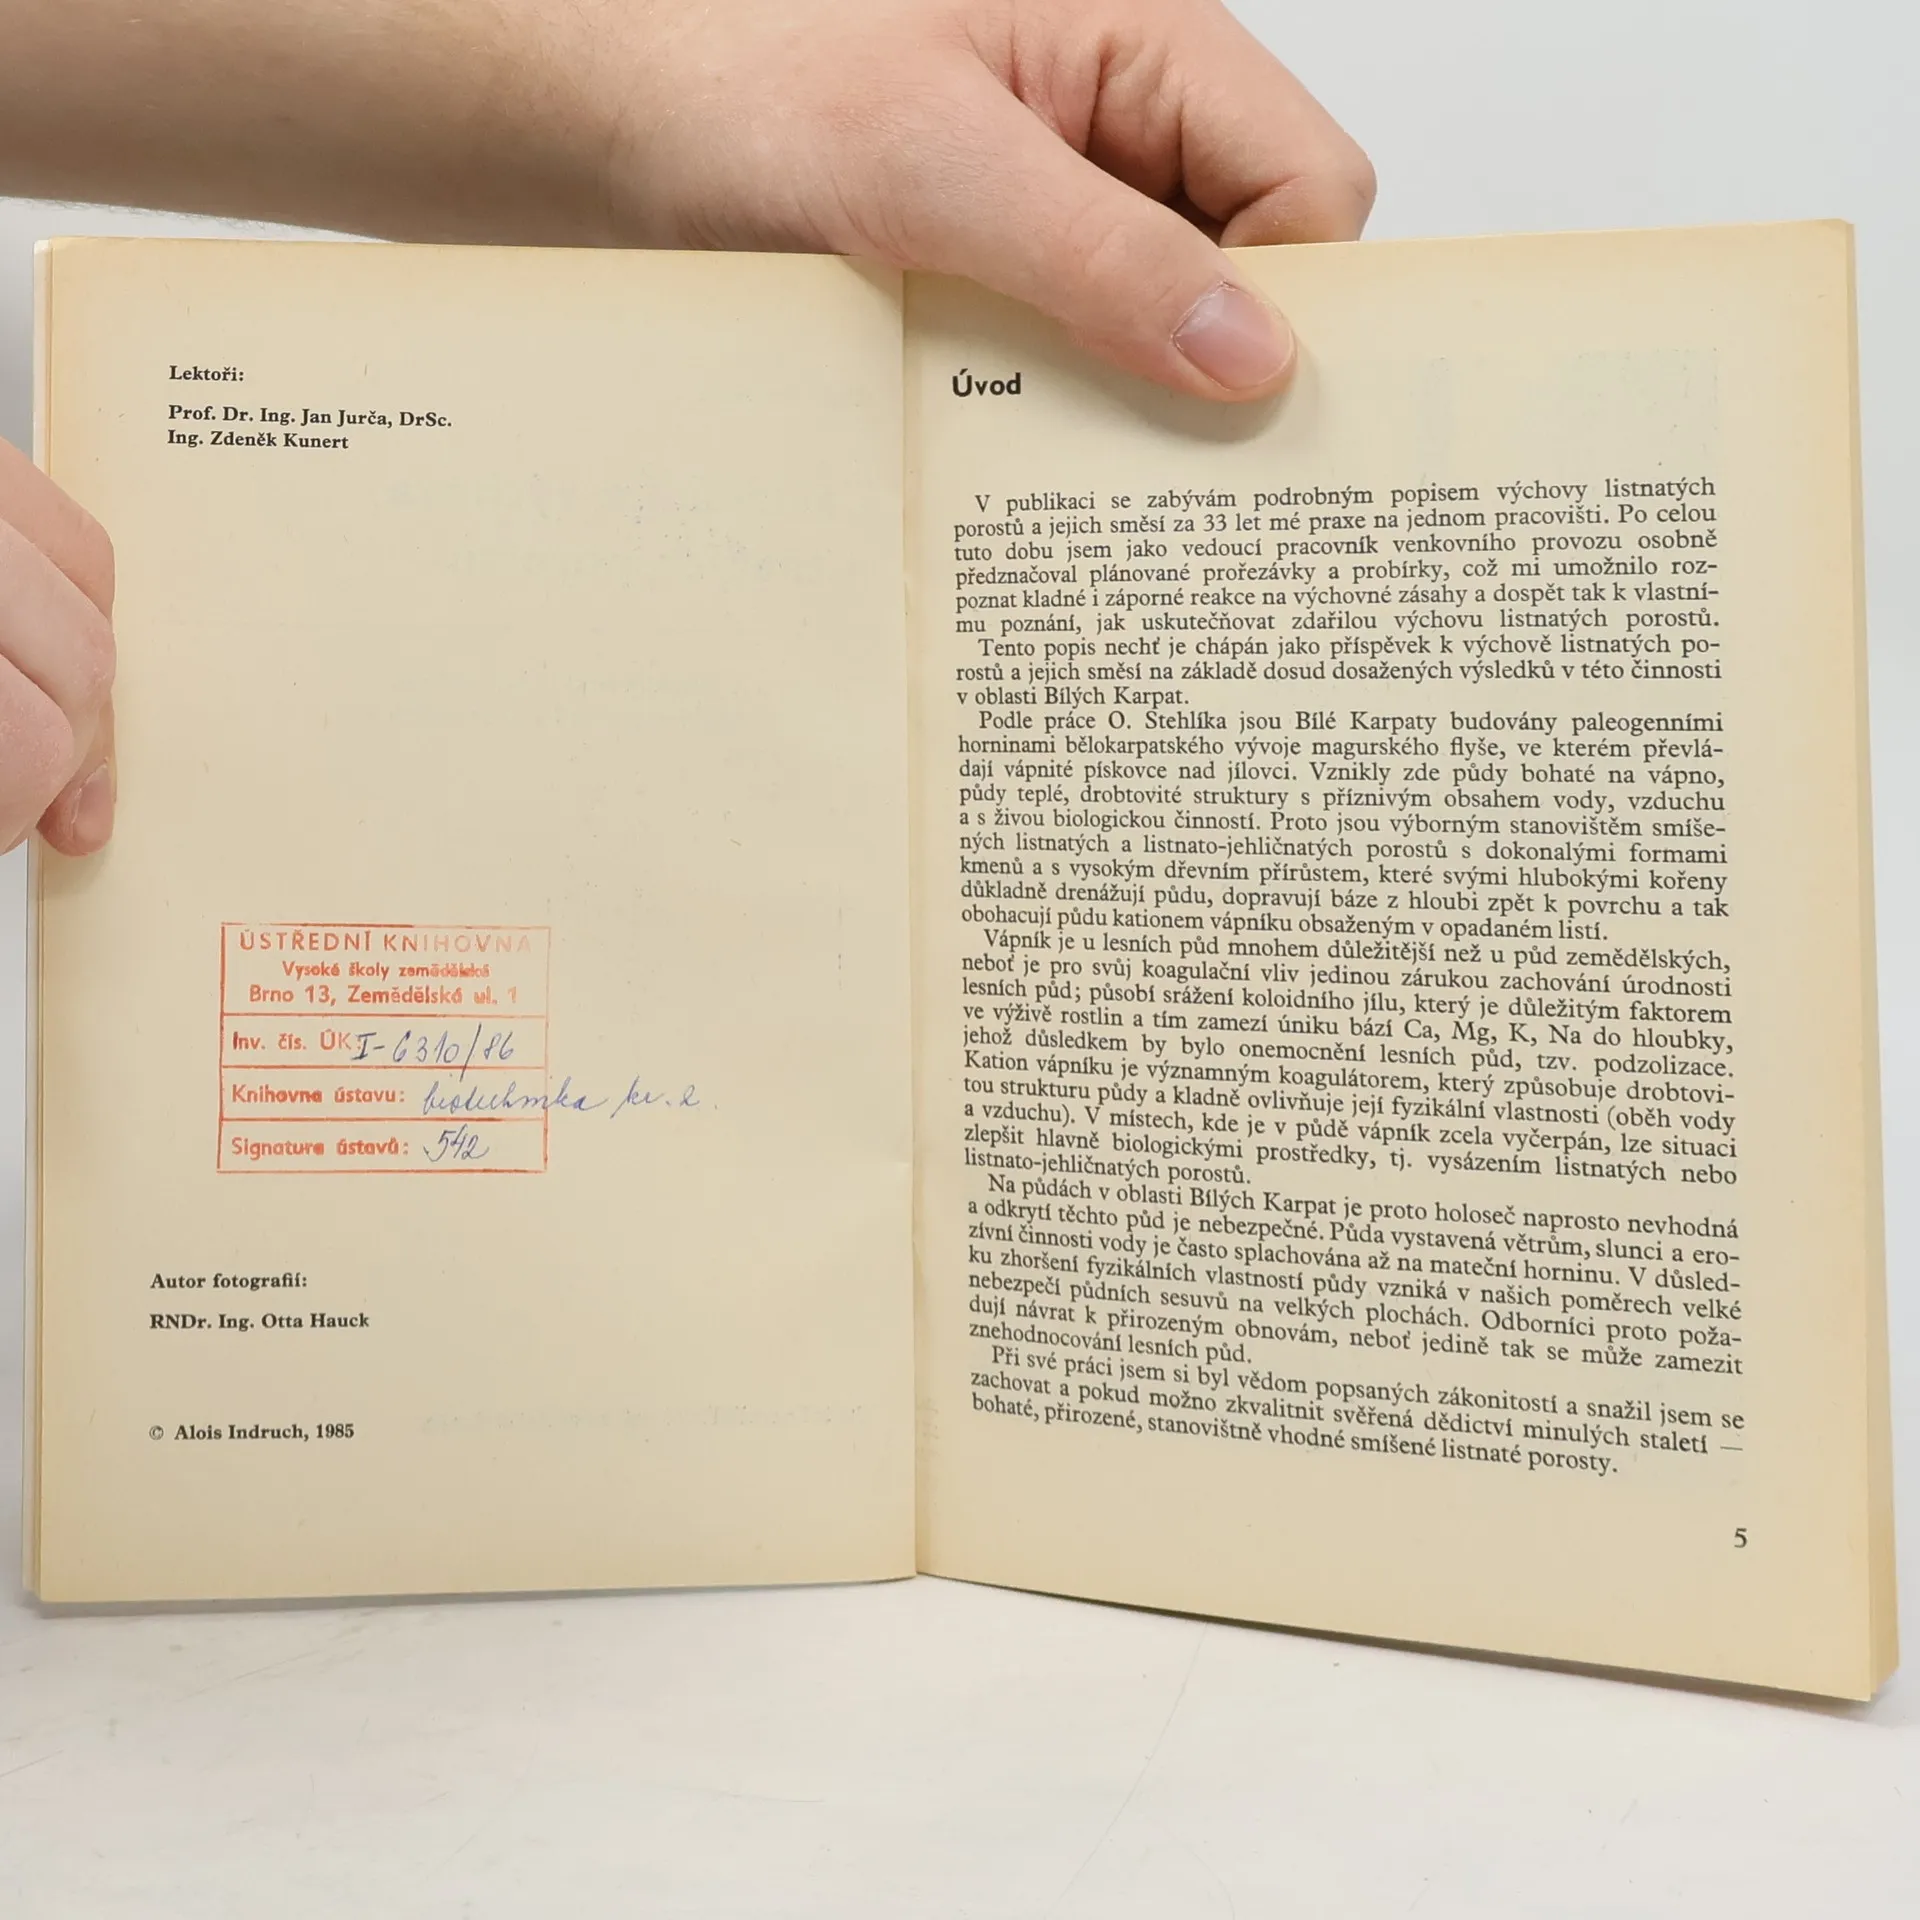 Lektoři:
Prof. Dr. Ing. Jan Jurča, DrSc.
Ing. Zdeněk Kunert
ÚSTŘEDNÍ KNIHOVNA
Vysoké školy zemědělské
Brno 13, Zemědělská ul. 1
Inv. čís. ÚK I-6310/86
Knihovna ústavu: biotechnika
Signatura ústavů: 542
Autor fotografií:
RNDr. Ing. Otta Hauck
© Alois Indruch, 1985
Úvod
V publikaci se zabývám podrobným popisem výchovy listnatých
porostů a jejich směsí za 33 let mé praxe na jednom pracovišti. Po celou
tuto dobu jsem jako vedoucí pracovník venkovního provozu osobně
předznačoval plánované prořezávky a probírky, což mi umožnilo roz-
poznat kladné i záporné reakce na výchovné zásahy a dospět tak k vlastní-
mu poznání, jak uskutečňovat zdařilou výchovu listnatých porostů.
Tento popis nechť je chápán jako příspěvek k výchově listnatých po-
rostů a jejich směsí na základě dosud dosažených výsledků v této činnosti
v oblasti Bílých Karpat.
Podle práce O. Stehlíka jsou Bílé Karpaty budovány paleogenními
horninami bělokarpatského vývoje magurského flyše, ve kterém převlá-
dají vápnité pískovce nad jílovci. Vznikly zde půdy bohaté na vápno,
půdy teplé, drobtovité struktury s příznivým obsahem vody, vzduchu
a s živou biologickou činností. Proto jsou výborným stanovištěm smíše-
ných listnatých a listnato-jehličnatých porostů s dokonalými formami
kmenů a s vysokým dřevním přírůstem, které svými hlubokými kořeny
důkladně drenážují půdu, dopravují báze z hloubi zpět k povrchu a tak
obohacují půdu kationem vápníku obsaženým v opadaném listí.
Vápník je u lesních půd mnohem důležitější než u půd zemědělských,
neboť je pro svůj koagulační vliv jedinou zárukou zachování úrodnosti
lesních půd; působí srážení koloidního jílu, který je důležitým faktorem
ve výživě rostlin a tím zamezí úniku bází Ca, Mg, K, Na do hloubky,
jehož důsledkem by bylo onemocnění lesních půd, tzv. podzolizace.
Kation vápníku je významným koagulátorem, který způsobuje drobtovi-
tou strukturu půdy a kladně ovlivňuje její fyzikální vlastnosti (oběh vody
a vzduchu). V místech, kde je v půdě vápník zcela vyčerpán, lze situaci
zlepšit hlavně biologickými prostředky, tj. vysázením listnatých nebo
listnato-jehličnatých porostů.
Na půdách v oblasti Bílých Karpat je proto holoseč naprosto nevhodná
a odkrytí těchto půd je nebezpečné. Půda vystavená větrům, slunci a ero-
zívní činnosti vody je často splachována až na mateční horninu. V důsled-
ku zhoršení fyzikálních vlastností půdy vzniká v našich poměrech velké
nebezpečí půdních sesuvů na velkých plochách. Odborníci proto poža-
dují návrat k přirozeným obnovám, neboť jedině tak se může zamezit
znehodnocování lesních půd.
Při své práci jsem si byl vědom popsaných zákonitostí a snažil jsem se
zachovat a pokud možno zkvalitnit svěřená dědictví minulých staletí —
bohaté, přirozené, stanovištně vhodné smíšené listnaté porosty.
5